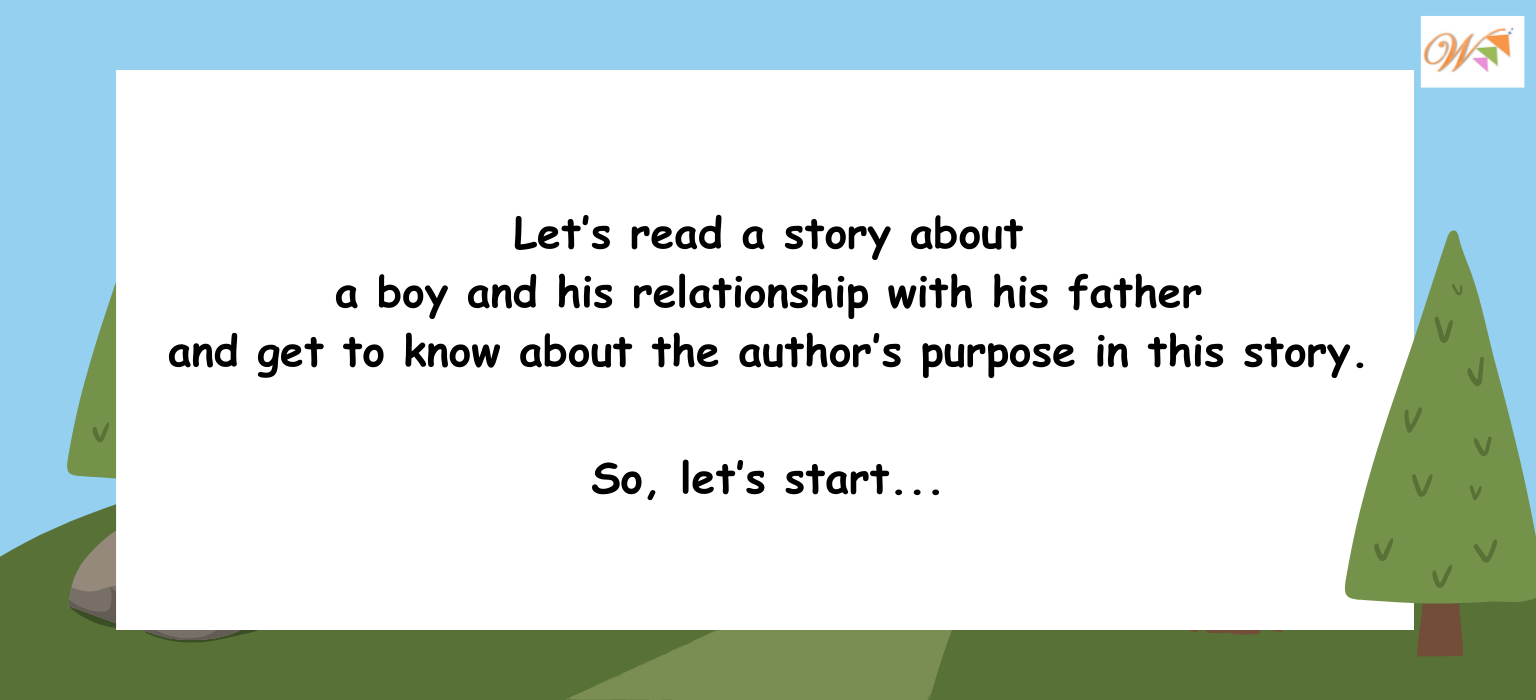 W
Let's read a story about
a boy and his relationship with his father
and get to know about the author's purpose in this story.
So, let's start...